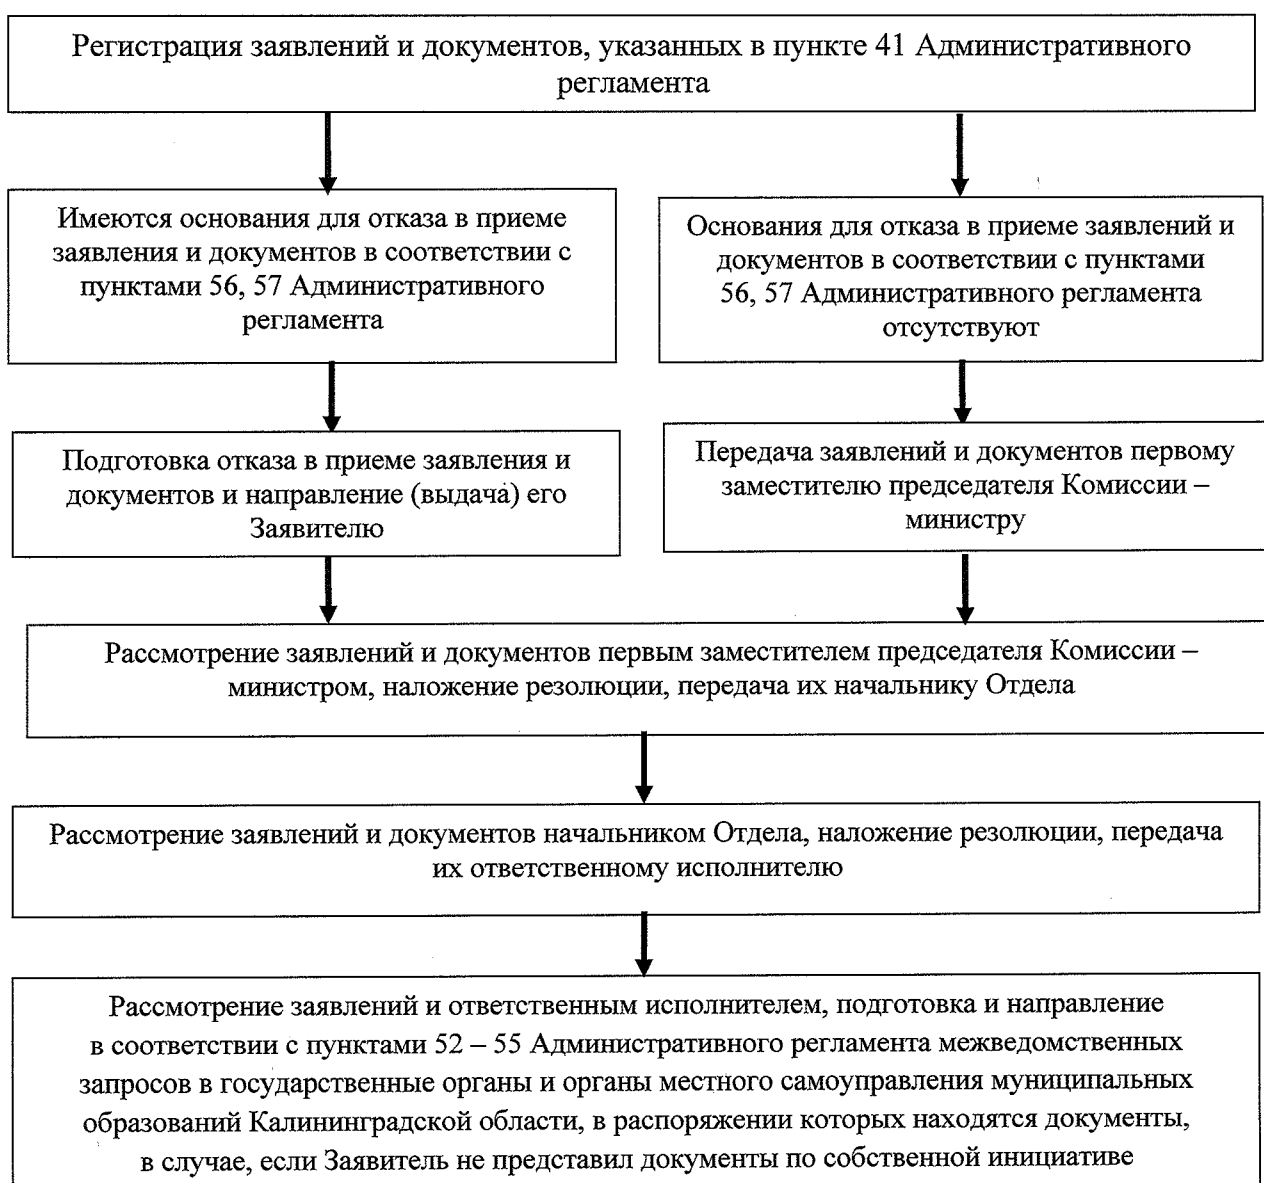 Регистрация заявлений и документов, указанных в пункте 41 Административного
регламента
Имеются основания для отказа в приеме
заявления и документов в соответствии с
пунктами 56, 57 Административного
регламента
Основания для отказа в приеме заявлений и
документов в соответствии с пунктами
56, 57 Административного регламента
отсутствуют
Подготовка отказа в приеме заявления и
документов и направление (выдача) его
Заявителю
Передача заявлений и документов первому
заместителю председателя Комиссии –
министру
Рассмотрение заявлений и документов первым заместителем председателя Комиссии –
министром, наложение резолюции, передача их начальнику Отдела
Рассмотрение заявлений и документов начальником Отдела, наложение резолюции, передача
их ответственному исполнителю
Рассмотрение заявлений и ответственным исполнителем, подготовка и направление
в соответствии с пунктами 52 – 55 Административного регламента межведомственных
запросов в государственные органы и органы местного самоуправления муниципальных
образований Калининградской области, в распоряжении которых находятся документы,
в случае, если Заявитель не представил документы по собственной инициативе